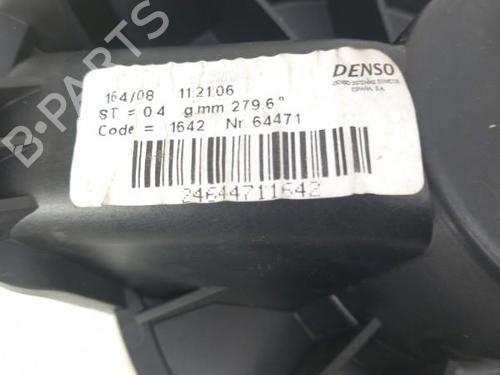 164/08 11:21:06
ST = 0.4 g.mm 279.6°
Code = 1642 Nr 64471
24644711642
DENSO
DENSO SISTEMAS TERMICOS
ESPAÑA, S.A.
B-PARTS